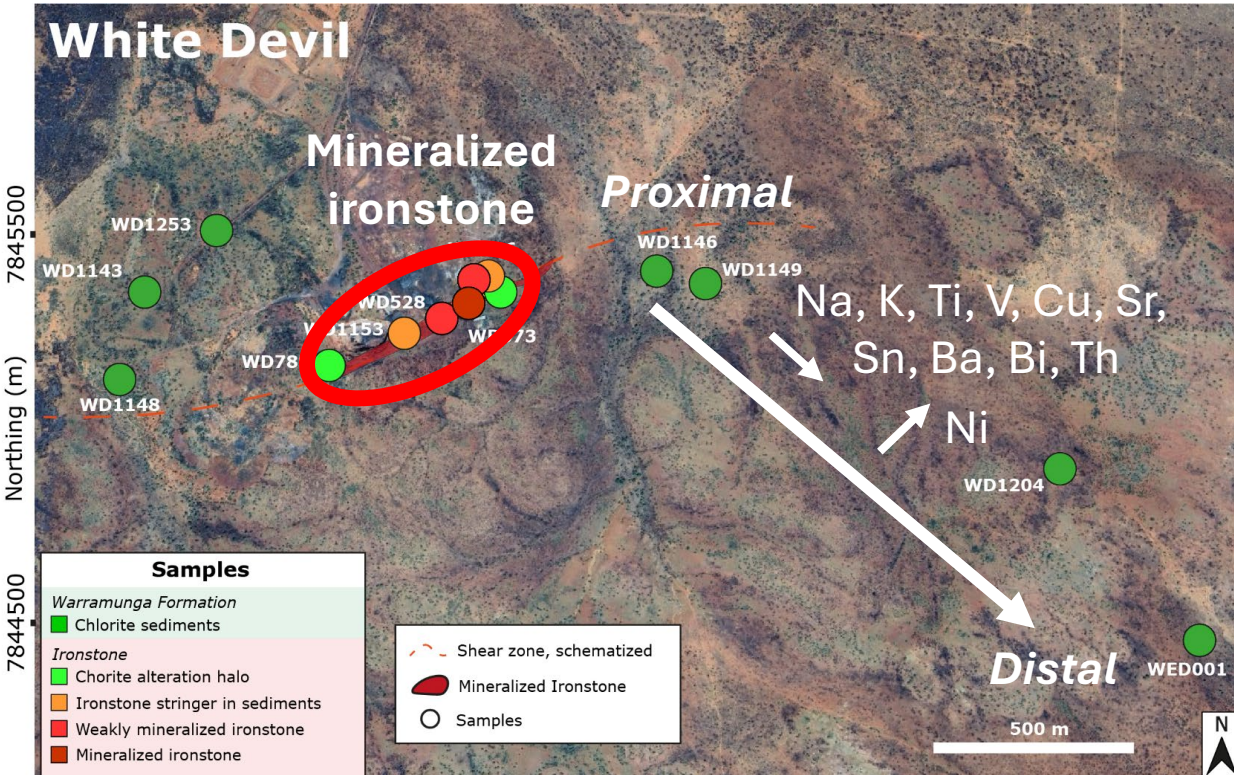 White Devil
Mineralized
ironstone
Proximal
WD1253
WD1146
WD1143
WD1149
Na, K, Ti, V, Cu, Sr,
Sn, Ba, Bi, Th
WD528
WD1153
WD78
WD1148
Ni
WD1204
Distal
WED001
500 m
N
7845500
Northing (m)
7844500
Samples
Warramunga Formation
Chlorite sediments
Ironstone
Chorite alteration halo
Ironstone stringer in sediments
Weakly mineralized ironstone
Mineralized ironstone
Shear zone, schematized
Mineralized Ironstone
Samples